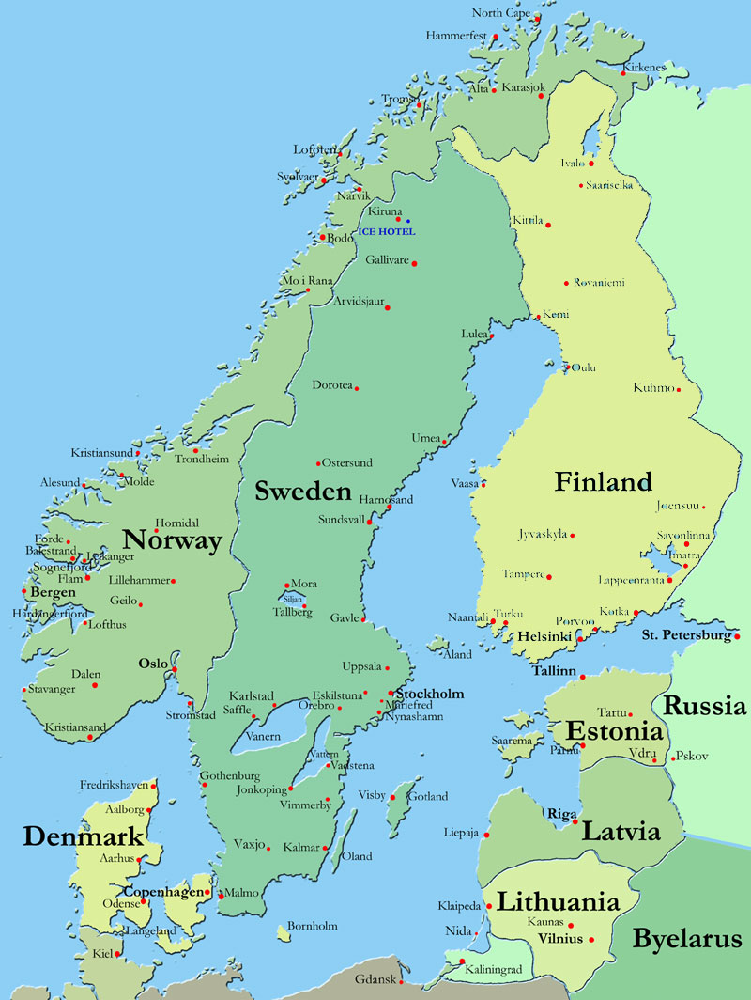 North Cape
Hammerfest
Kirkenes
Alta
Karasjok
Tromso
Lofoten
Ivalo
Svolvaer
Saariselka
Narvik
Kiruna
Kittila
ICE HOTEL
Bodo
Gallivare
Mo i Rana
Rovaniemi
Arvidsjaur
Kemi
Lulea
Oulu
Dorotea
Kuhmo
Umea
Kristiansund
Trondheim
Ostersund
Molde
Alesund
Vaasa
Finland
Sweden
Harnosand
Joensuu
Sundsvall
Hornidal
Jyvaskyla
Savonlinna
Forde
Norway
Balestrand
Leikanger
Imatra
Sognefjord
Flam
Lillehammer
Tampere
Lappeenranta
Mora
Bergen
Siljan
Geilo
Tallberg
Hardangerfjord
Lofthus
Gavle
Naantali
Turku
Porvoo
Kotka
Helsinki
St. Petersburg
Aland
Oslo
Uppsala
Tallinn
Dalen
Stavanger
Karlstad
Eskilstuna
Stockholm
Stromstad
Saffle
Orebro
Mariefred
Nynashamn
Russia
Tartu
Kristiansand
Vanern
Estonia
Saarema
Parnu
Vattern
Vdru
Pskov
Vadstena
Gothenburg
Fredrikshaven
Jonkoping
Visby
Gotland
Aalborg
Vimmerby
Riga
Denmark
Liepaja
Latvia
Vaxjo
Kalmar
Aarhus
Oland
Copenhagen
Malmo
Odense
Klaipeda
Lithuania
Kaunas
Langeland
Bornholm
Nida
Vilnius
Byelarus
Kiel
Kaliningrad
Gdansk